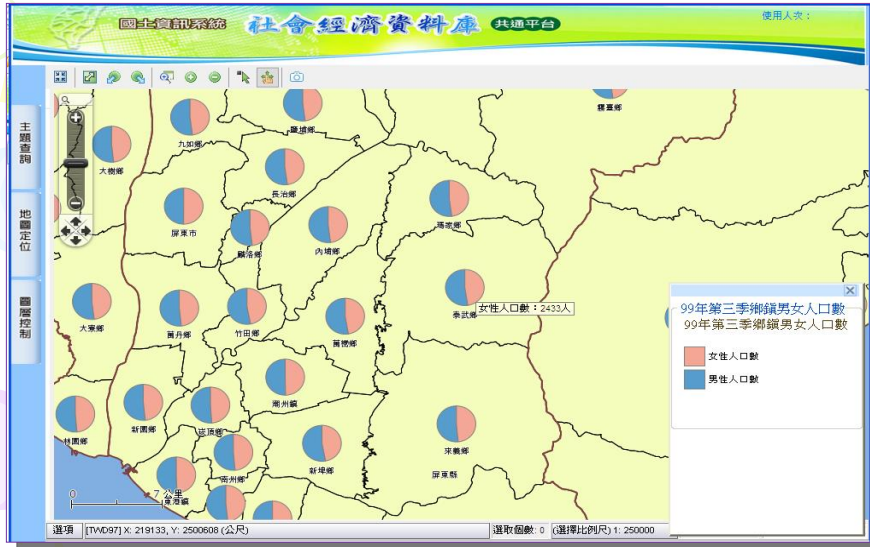 國土資訊系統 社會經濟資料庫 共通平台
使用人次：
主題查詢
地圖定位
圖層控制
霧臺鄉
鹽埔鄉
九如鄉
大樹鄉
長治鄉
瑪家鄉
屏東市
麟洛鄉
內埔鄉
女性人口數：2433人
泰武鄉
大寮鄉
萬丹鄉
竹田鄉
萬巒鄉
潮州鎮
新園鄉
崁頂鄉
林園鄉
來義鄉
新埤鄉
屏東縣
南州鄉
東港鎮
0 7 公里
99年第三季鄉鎮男女人口數
99年第三季鄉鎮男女人口數
女性人口數
男性人口數
選項 [TWD97] X: 219133, Y: 2500608 (公尺) 選取個數: 0 (選擇比例尺) 1: 250000